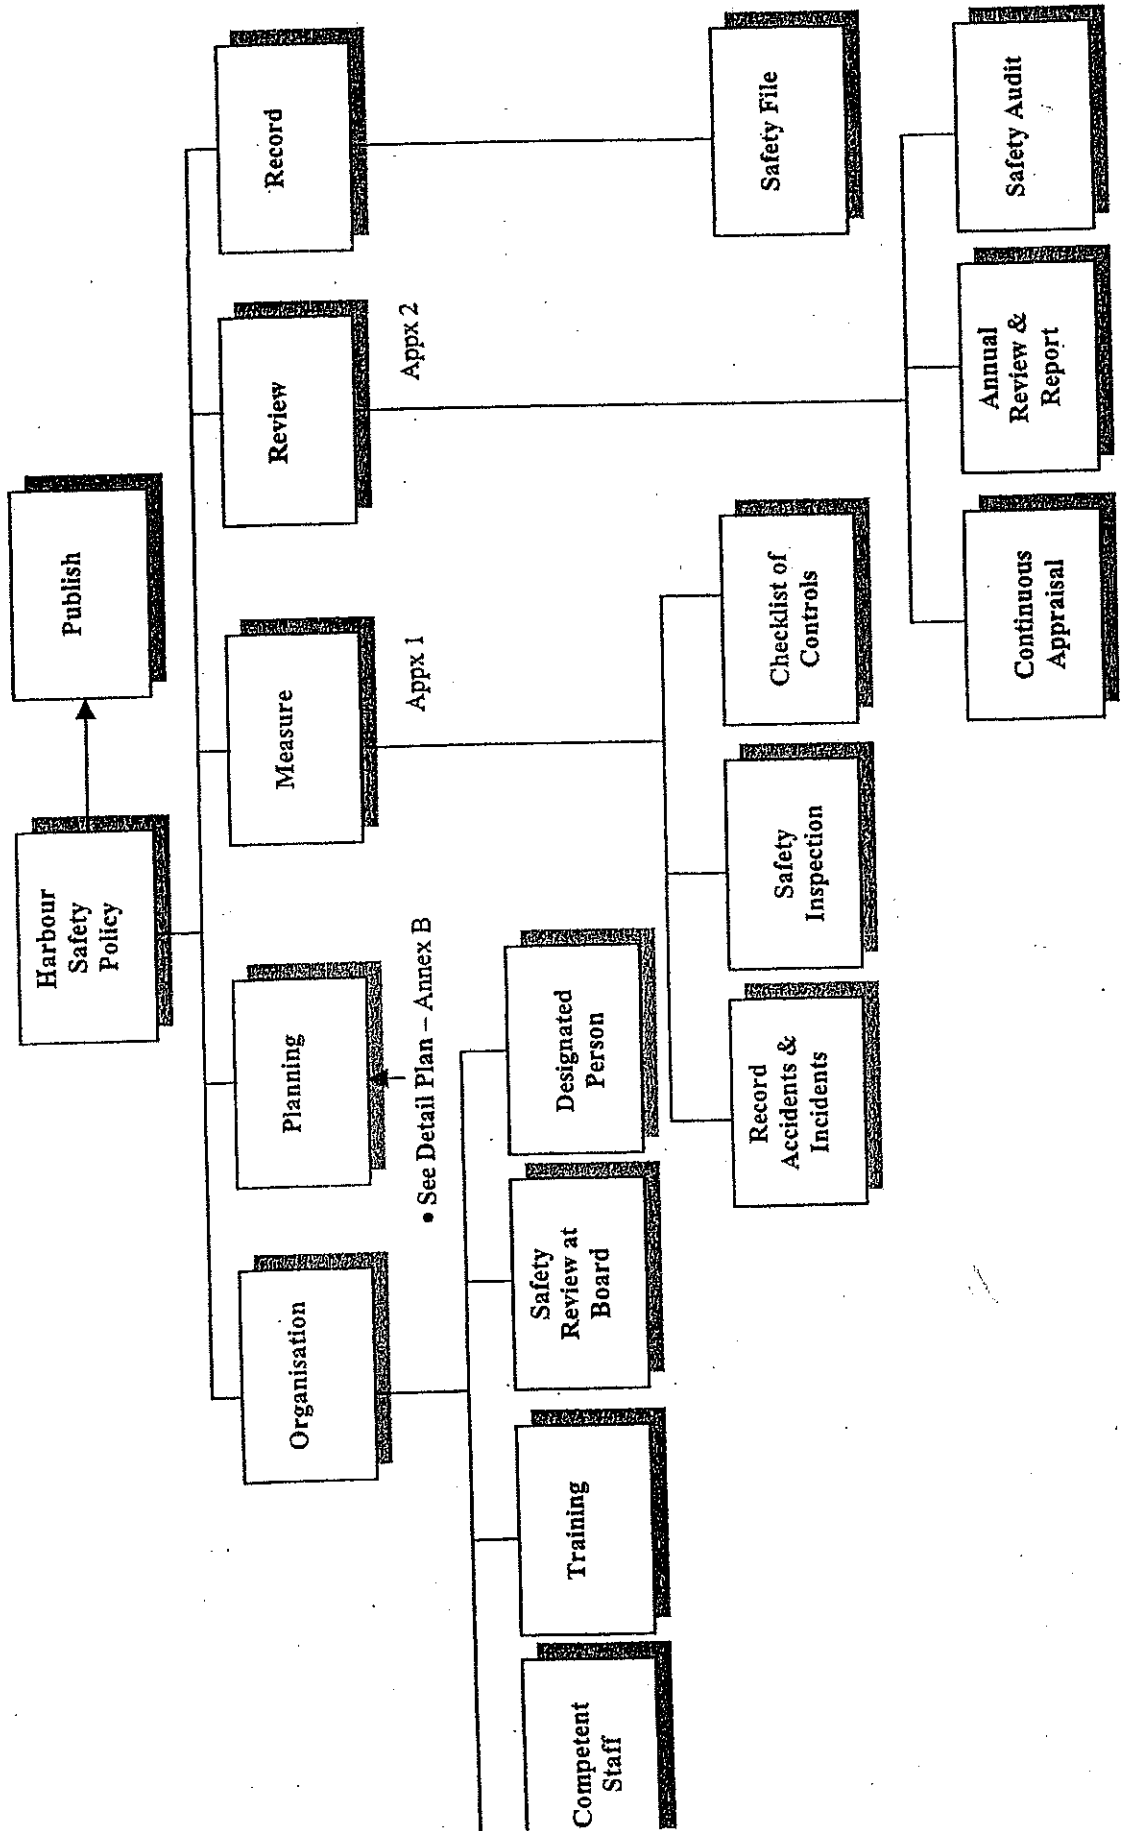 Harbour
Safety
Policy
Publish
Organisation
Planning
Measure
Review
Record
• See Detail Plan – Annex B
Appx 1
Appx 2
Competent
Staff
Training
Safety
Review at
Board
Designated
Person
Record
Accidents &
Incidents
Safety
Inspection
Checklist of
Controls
Safety File
Continuous
Appraisal
Annual
Review &
Report
Safety Audit